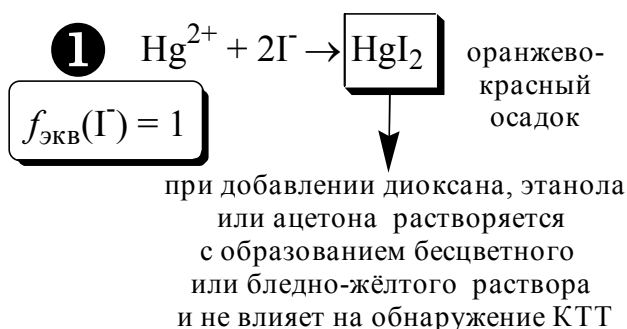 ❶ Hg²⁺ + 2I⁻ → HgI₂ оранжево-
красный
осадок
fэкв(I⁻) = 1
при добавлении диоксана, этанола
или ацетона растворяется
с образованием бесцветного
или бледно-жёлтого раствора
и не влияет на обнаружение КТТ